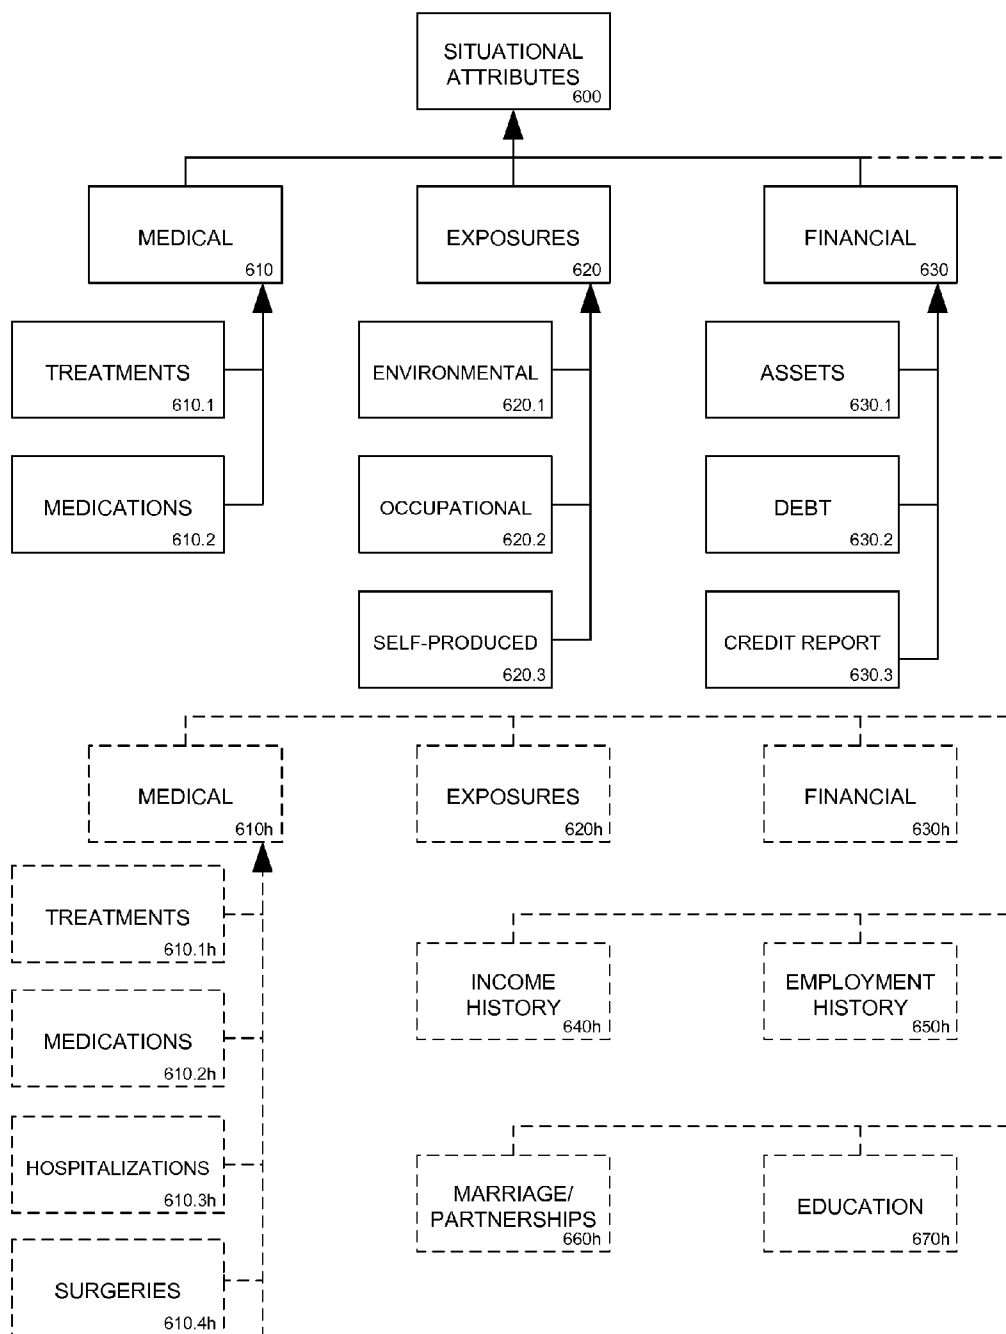 SITUATIONAL
ATTRIBUTES
600
MEDICAL
610
EXPOSURES
620
FINANCIAL
630
TREATMENTS
610.1
ENVIRONMENTAL
620.1
ASSETS
630.1
MEDICATIONS
610.2
OCCUPATIONAL
620.2
DEBT
630.2
SELF-PRODUCED
620.3
CREDIT REPORT
630.3
MEDICAL
610h
EXPOSURES
620h
FINANCIAL
630h
TREATMENTS
610.1h
INCOME
HISTORY
640h
EMPLOYMENT
HISTORY
650h
MEDICATIONS
610.2h
HOSPITALIZATIONS
610.3h
MARRIAGE/
PARTNERSHIPS
660h
EDUCATION
670h
SURGERIES
610.4h